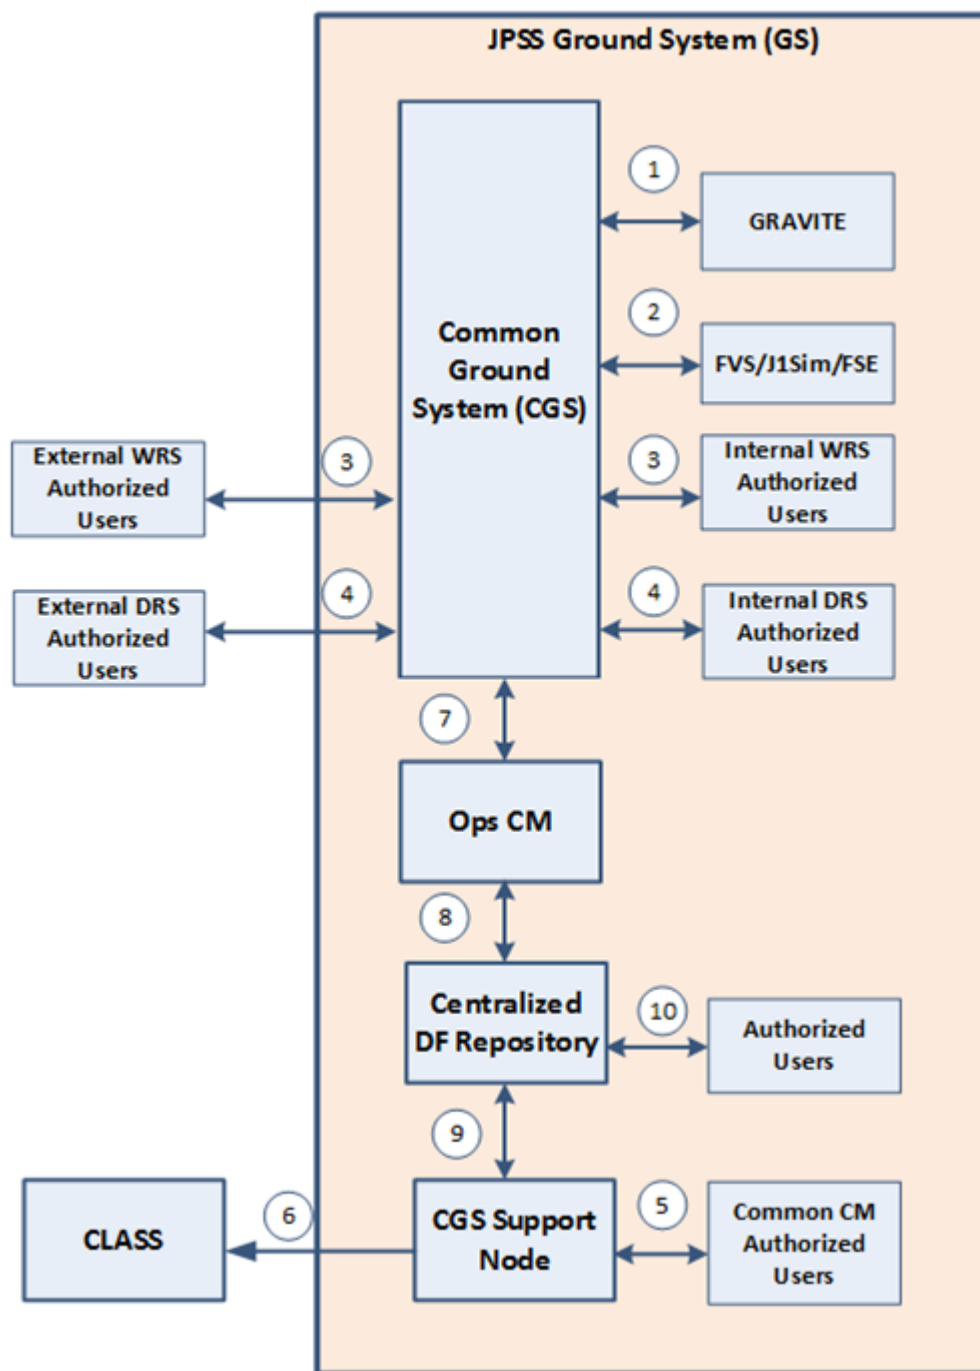 JPSS Ground System (GS)
1
GRAVITE
2
FVS/J1Sim/FSE
Common
Ground
System (CGS)
External WRS
Authorized
Users
3
3
Internal WRS
Authorized
Users
External DRS
Authorized
Users
4
4
Internal DRS
Authorized
Users
7
Ops CM
8
Centralized
DF Repository
10
Authorized
Users
9
CLASS
6
CGS Support
Node
5
Common CM
Authorized
Users